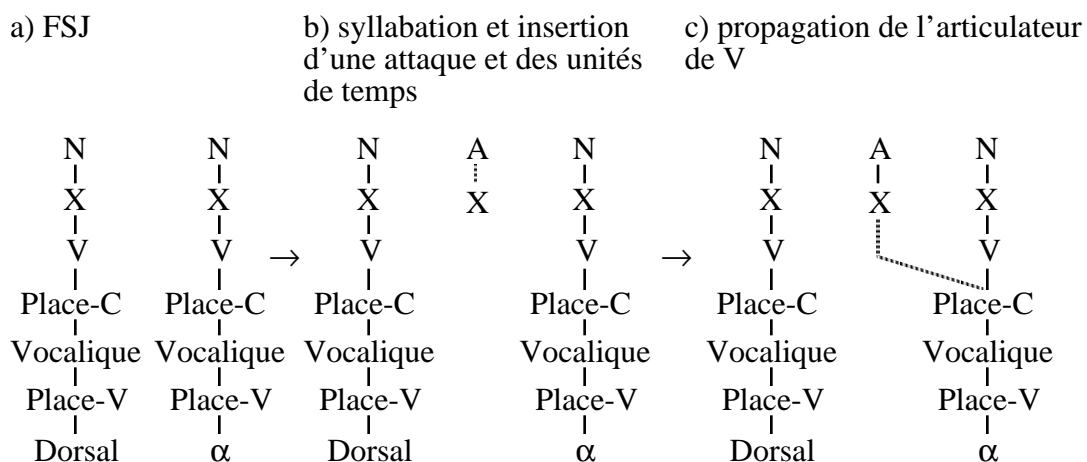 a) FSJ b) syllabation et insertion c) propagation de l'articulateur
d'une attaque et des unités de V
de temps
N N N A N N A N
X X X X X X X X
V V → V V → V V
Place-C Place-C Place-C Place-C Place-C Place-C
Vocalique Vocalique Vocalique Vocalique Vocalique Vocalique
Place-V Place-V Place-V Place-V Place-V Place-V
Dorsal α Dorsal α Dorsal α